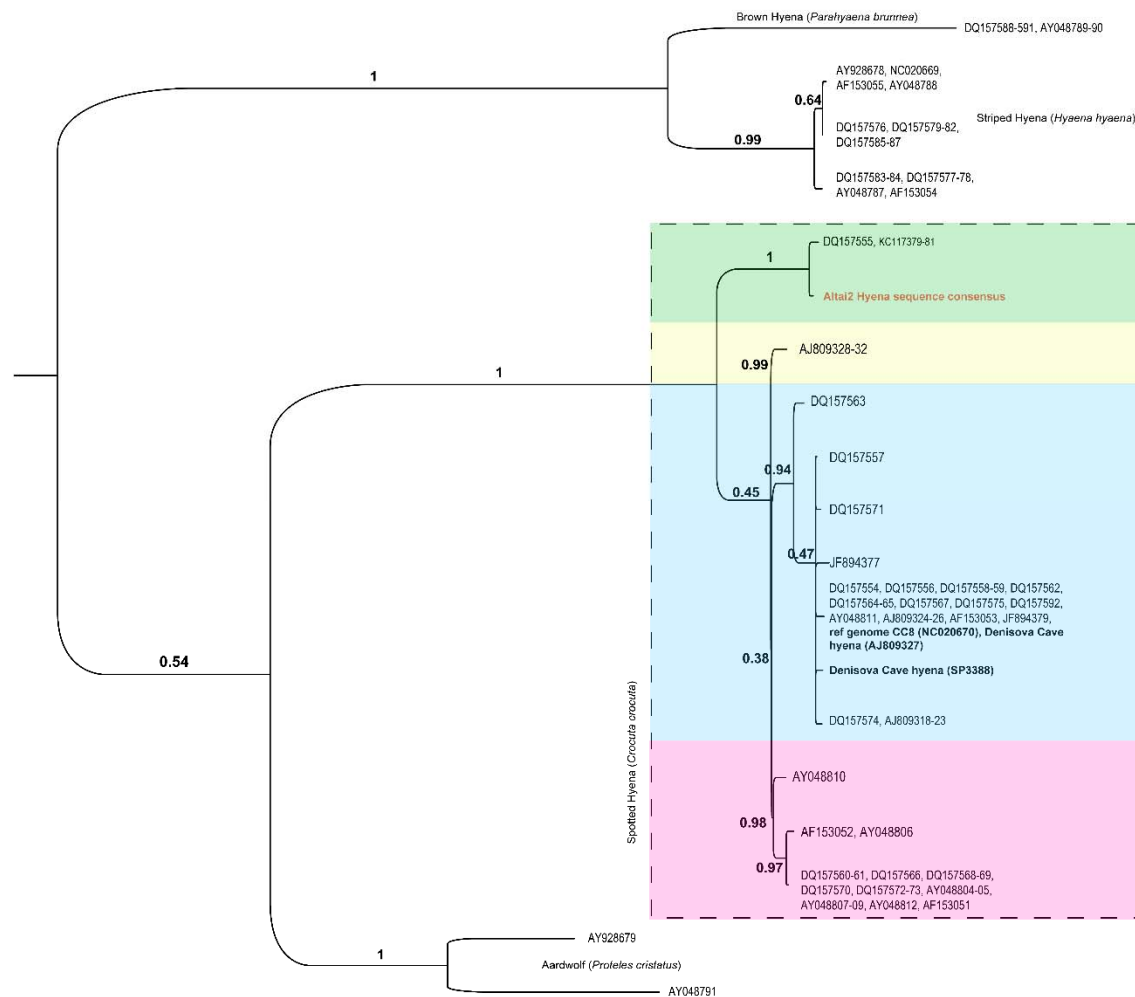 Brown Hyena (Parahyaena brunnea)
DQ157588-591, AY048789-90
1
AY928678, NC020669,
AF153055, AY048788
0.64
Striped Hyena (Hyaena hyaena)
DQ157576, DQ157579-82,
DQ157585-87
0.99
DQ157583-84, DQ157577-78,
AY048787, AF153054
DQ157555, KC117379-81
1
Altai2 Hyena sequence consensus
AJ809328-32
0.99
1
DQ157563
DQ157557
0.94
0.45
DQ157571
0.47
JF894377
DQ157554, DQ157556, DQ157558-59, DQ157562,
DQ157564-65, DQ157567, DQ157575, DQ157592,
AY048811, AJ809324-26, AF153053, JF894379,
ref genome CC8 (NC020670), Denisova Cave
hyena (AJ809327)
0.38
0.54
Denisova Cave hyena (SP3388)
DQ157574, AJ809318-23
Spotted Hyena (Crocuta crocuta)
AY048810
0.98
AF153052, AY048806
0.97
DQ157560-61, DQ157566, DQ157568-69,
DQ157570, DQ157572-73, AY048804-05,
AY048807-09, AY048812, AF153051
AY928679
1
Aardwolf (Proteles cristatus)
AY048791